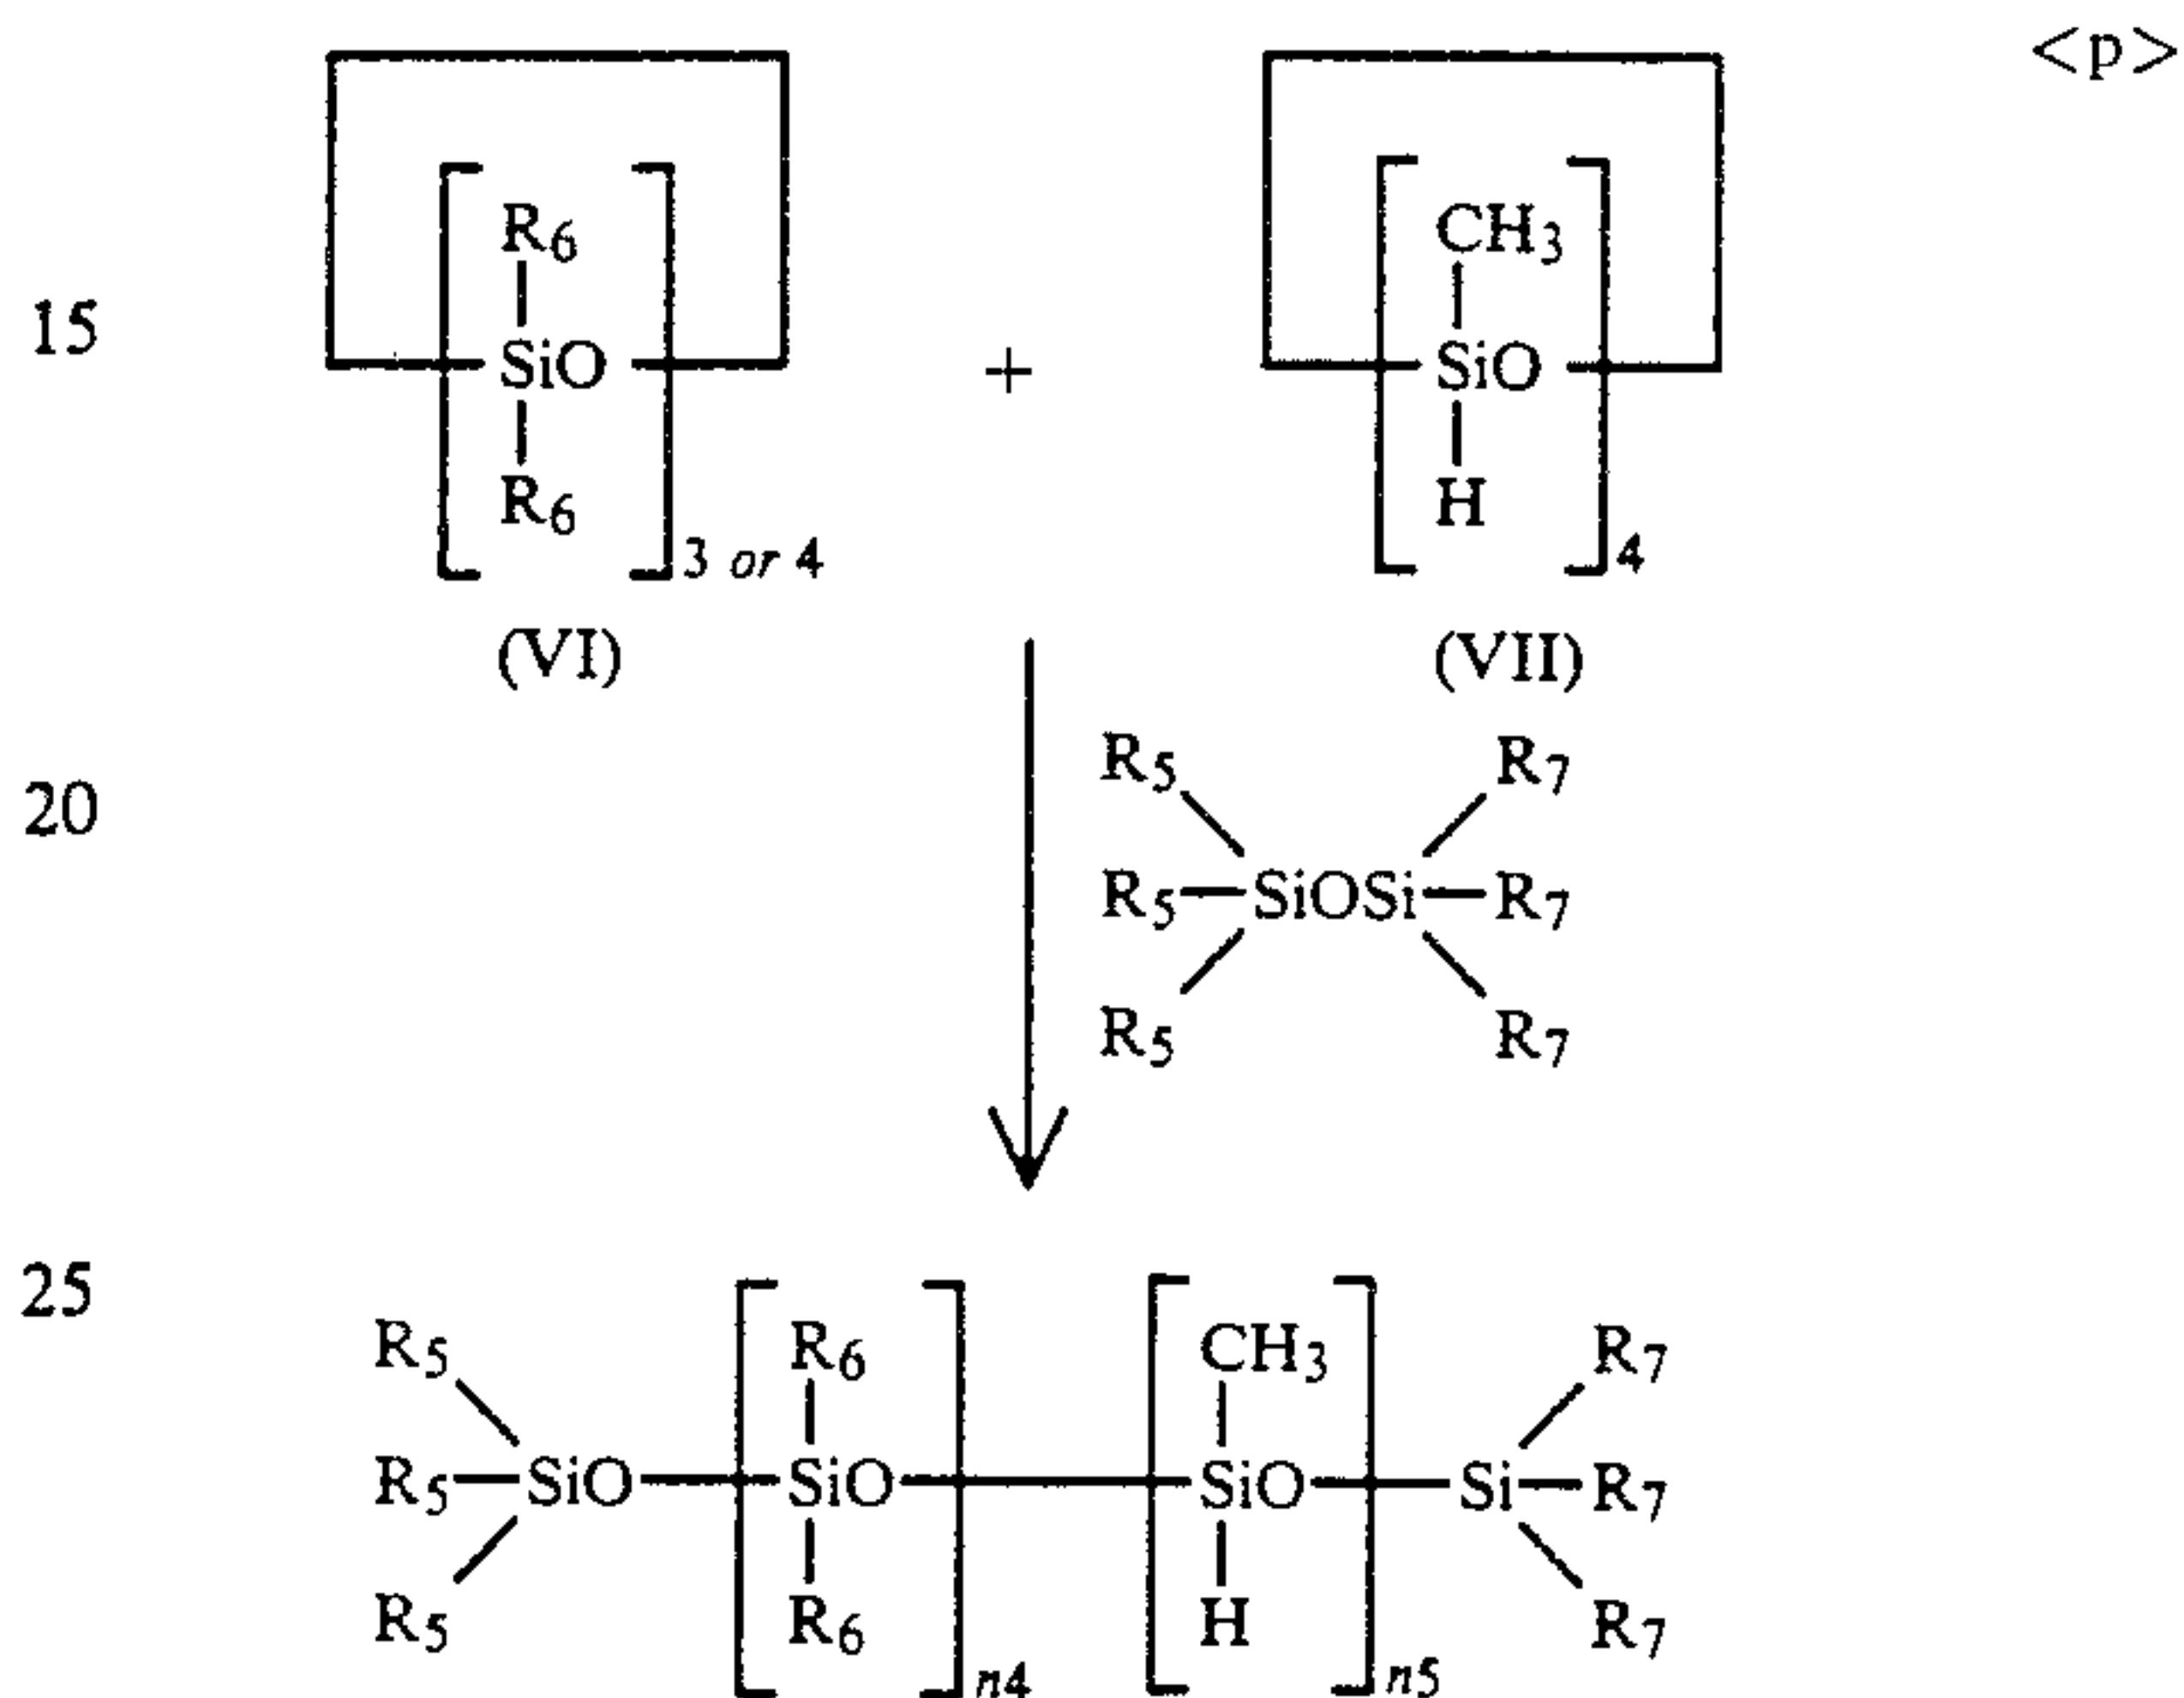 <p>
R6 CH3
15 SiO + SiO
R6 H
3 or 4 4
(VI) (VII)
R5 R7
20
R5 SiOSi R7
R5 R7
25
R5 R6 CH3 R7
R5 SiO SiO SiO Si R7
R5 R6 H R7
n4 n5